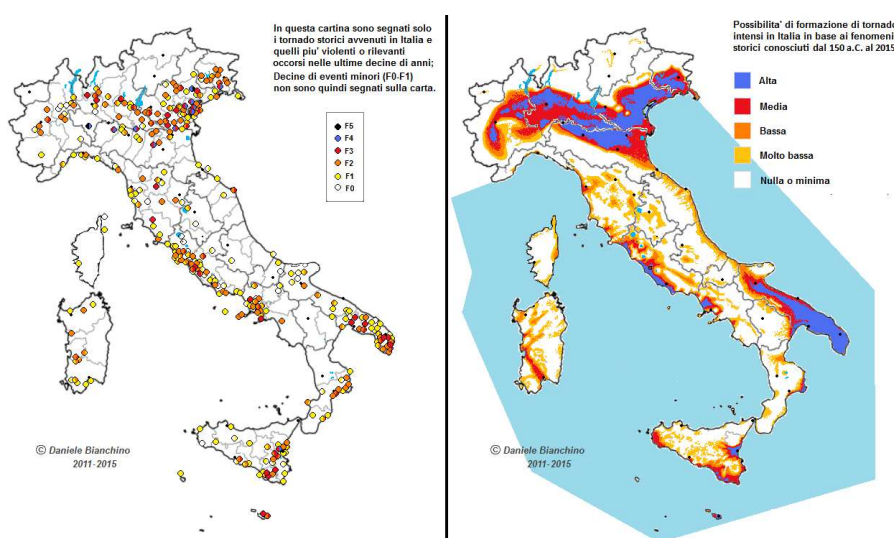 In questa cartina sono segnati solo
i tornado storici avvenuti in Italia e
quelli piu' violenti o rilevanti
occorsi nelle ultime decine di anni;
Decine di eventi minori (F0-F1)
non sono quindi segnati sulla carta.
F5
F4
F3
F2
F1
F0
© Daniele Bianchino
2011-2015
Possibilita' di formazione di tornado
intensi in Italia in base ai fenomeni
storici conosciuti dal 150 a.C. al 2015
Alta
Media
Bassa
Molto bassa
Nulla o minima
© Daniele Bianchino
2011-2015